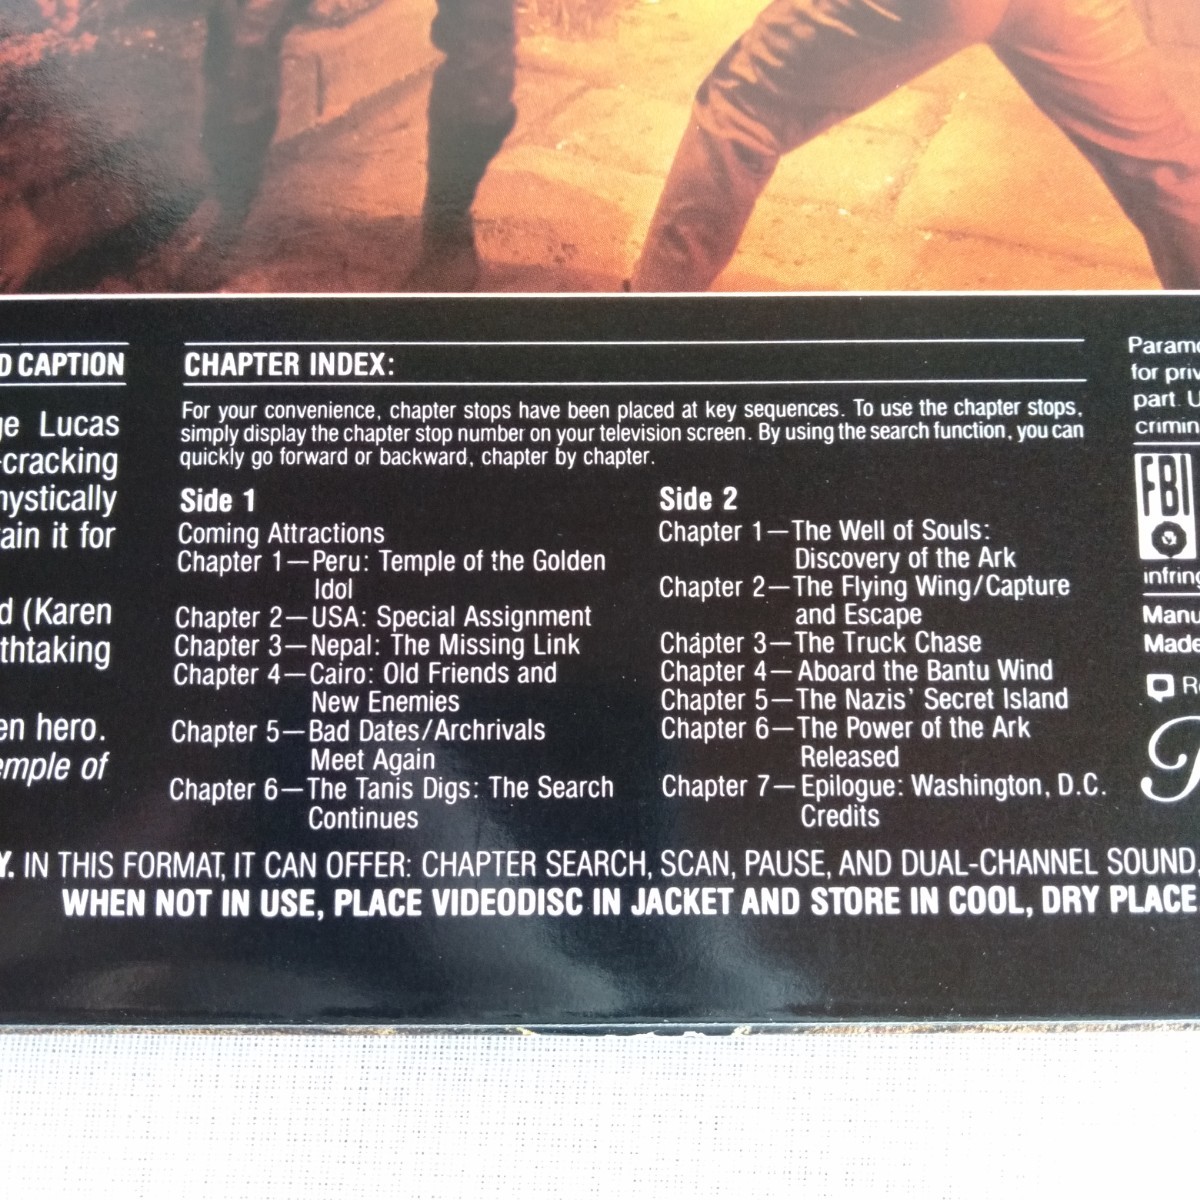 D CAPTION
ge Lucas
-cracking
mystically
ain it for
d (Karen
thtaking
en hero.
emple of
CHAPTER INDEX:
For your convenience, chapter stops have been placed at key sequences. To use the chapter stops,
simply display the chapter stop number on your television screen. By using the search function, you can
quickly go forward or backward, chapter by chapter.
Side 1
Coming Attractions
Chapter 1—Peru: Temple of the Golden
Idol
Chapter 2—USA: Special Assignment
Chapter 3—Nepal: The Missing Link
Chapter 4—Cairo: Old Friends and
New Enemies
Chapter 5—Bad Dates/Archrivals
Meet Again
Chapter 6—The Tanis Digs: The Search
Continues
Side 2
Chapter 1—The Well of Souls:
Discovery of the Ark
Chapter 2—The Flying Wing/Capture
and Escape
Chapter 3—The Truck Chase
Chapter 4—Aboard the Bantu Wind
Chapter 5—The Nazis' Secret Island
Chapter 6—The Power of the Ark
Released
Chapter 7—Epilogue: Washington, D.C.
Credits
Paramo
for priv
part. U
crimin
FBI
infring
Manu
Made
Re
Y. IN THIS FORMAT, IT CAN OFFER: CHAPTER SEARCH, SCAN, PAUSE, AND DUAL-CHANNEL SOUND,
WHEN NOT IN USE, PLACE VIDEODISC IN JACKET AND STORE IN COOL, DRY PLACE